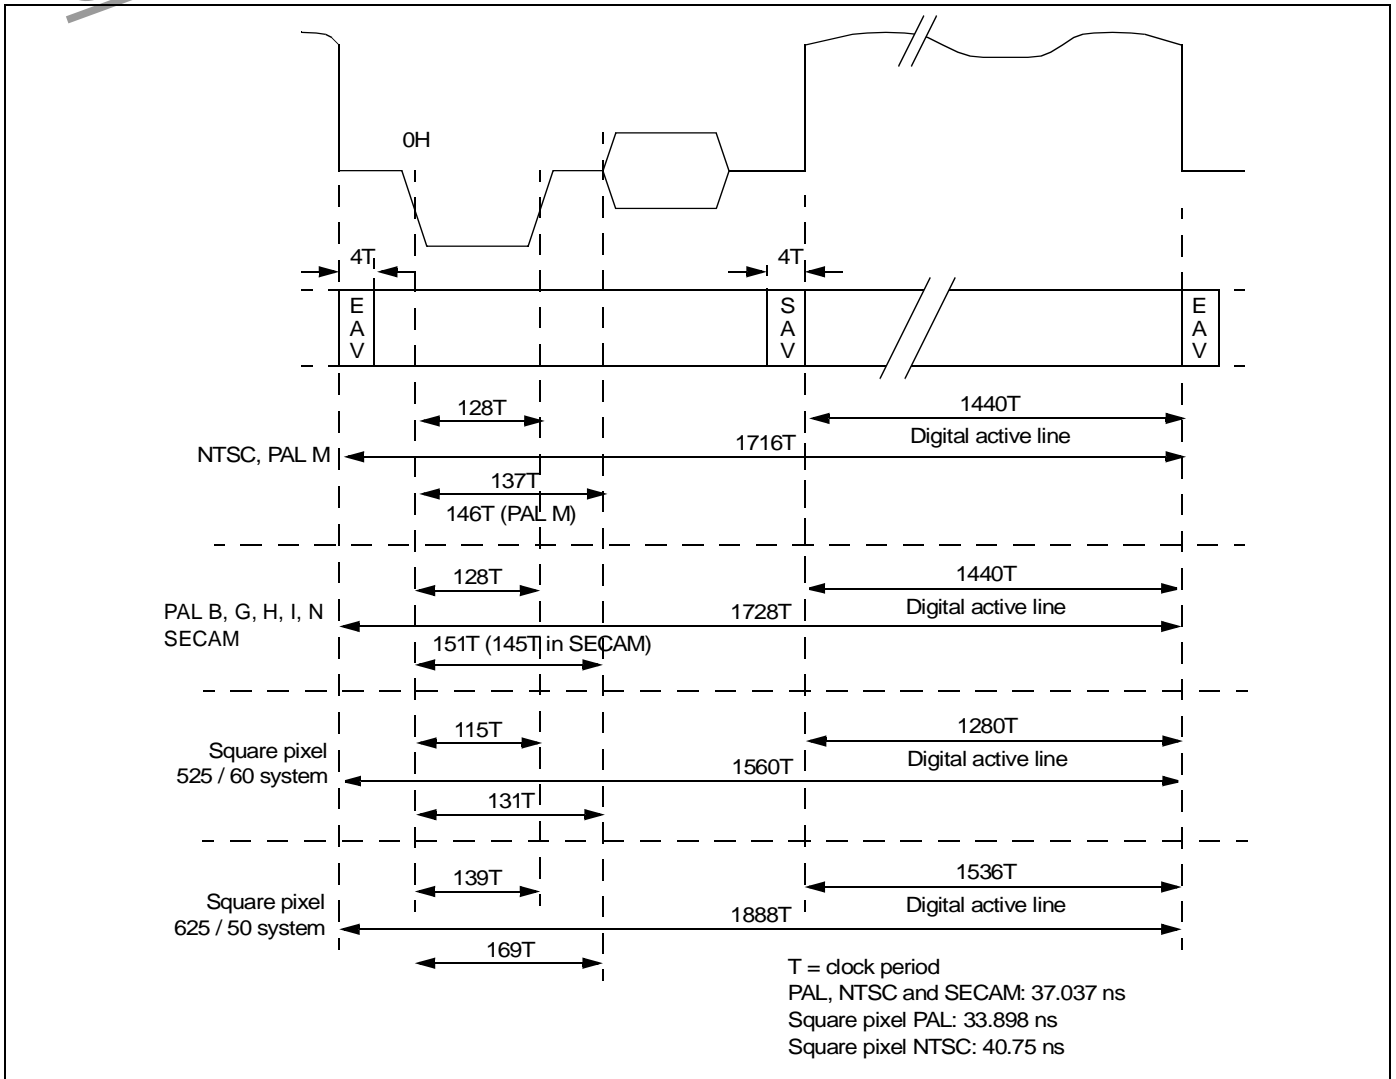 0H
4T
4T
E
A
V
S
A
V
E
A
V
128T
1440T
Digital active line
NTSC, PAL M
1716T
137T
146T (PAL M)
128T
1440T
Digital active line
PAL B, G, H, I, N
SECAM
1728T
151T (145T in SECAM)
115T
1280T
Digital active line
Square pixel
525 / 60 system
1560T
131T
139T
1536T
Digital active line
Square pixel
625 / 50 system
1888T
169T
T = clock period
PAL, NTSC and SECAM: 37.037 ns
Square pixel PAL: 33.898 ns
Square pixel NTSC: 40.75 ns